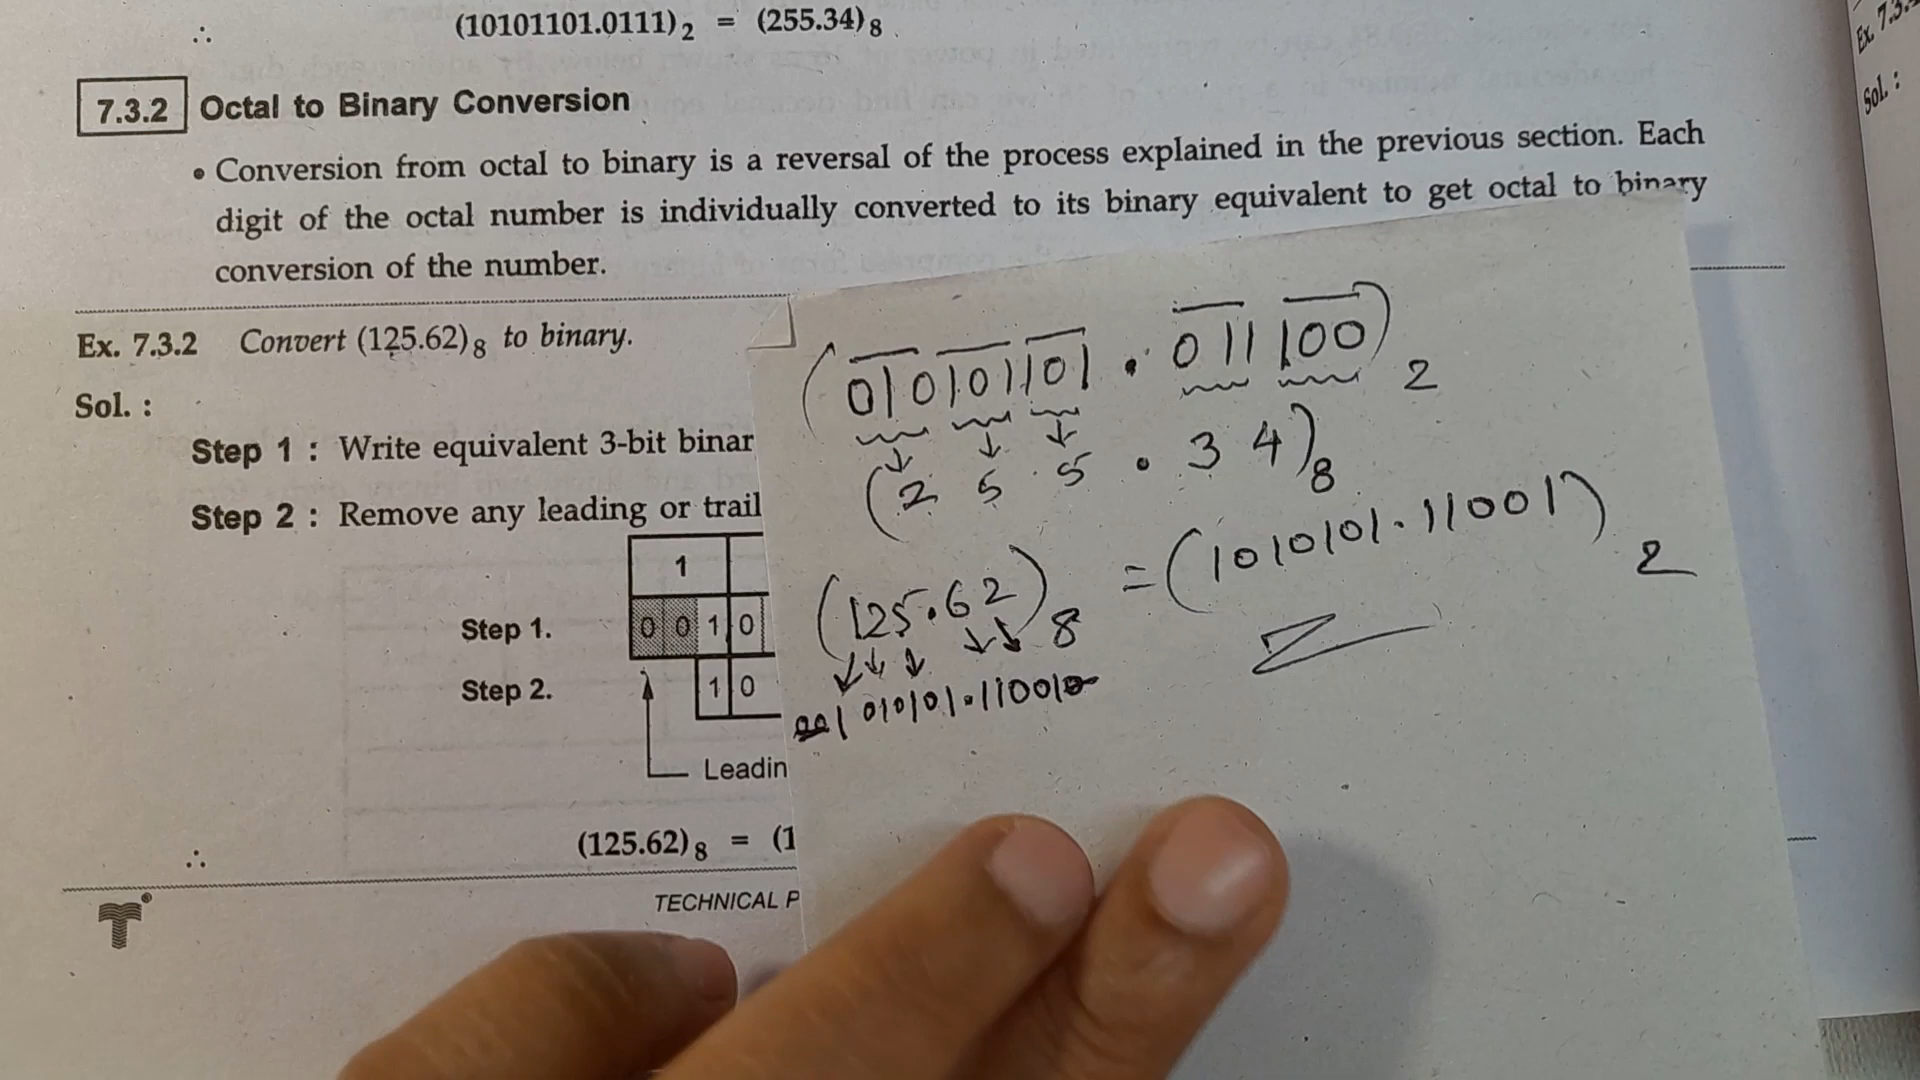 ∴ (10101101.0111)₂ = (255.34)₈
7.3.2 Octal to Binary Conversion
• Conversion from octal to binary is a reversal of the process explained in the previous section. Each
digit of the octal number is individually converted to its binary equivalent to get octal to binary
conversion of the number.
Ex. 7.3.2 Convert (125.62)₈ to binary.
Sol. :
Step 1 : Write equivalent 3-bit binar
Step 2 : Remove any leading or trail
1
Step 1. 0 0 1 0
Step 2. 1 0
Leadin
∴ (125.62)₈ = (1
TECHNICAL P
(010101101.011100)₂
(2 5 5 . 3 4)₈
(125.62)₈ = (1010101.11001)₂
001010101.110010
Ex. 7.3.
Sol. :